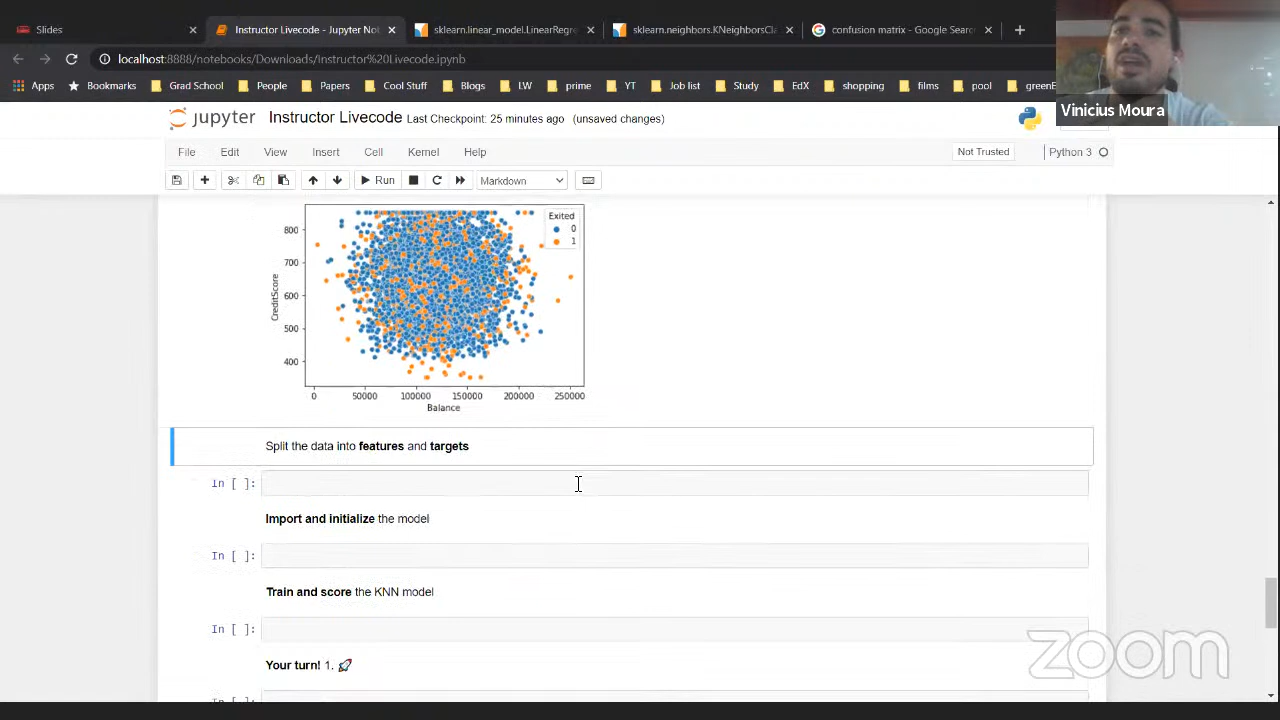 Slides
Instructor Livecode - Jupyter No
sklearn.linear_model.LinearRegre
sklearn.neighbors.KNeighborsCla
confusion matrix - Google Search
localhost:8888/notebooks/Downloads/Instructor%20Livecode.ipynb
Apps
Bookmarks
Grad School
People
Papers
Cool Stuff
Blogs
LW
prime
YT
Job list
Study
EdX
shopping
films
pool
greenE
Vinicius Moura
jupyter Instructor Livecode Last Checkpoint: 25 minutes ago (unsaved changes)
File Edit View Insert Cell Kernel Help
Not Trusted
Python 3
Run
Markdown
Exited
0
1
800
700
600
500
400
CreditScore
0 50000 100000 150000 200000 250000
Balance
Split the data into features and targets
In [ ]:
Import and initialize the model
In [ ]:
Train and score the KNN model
In [ ]:
Your turn! 1. 🚀
In [ ]:
zoom